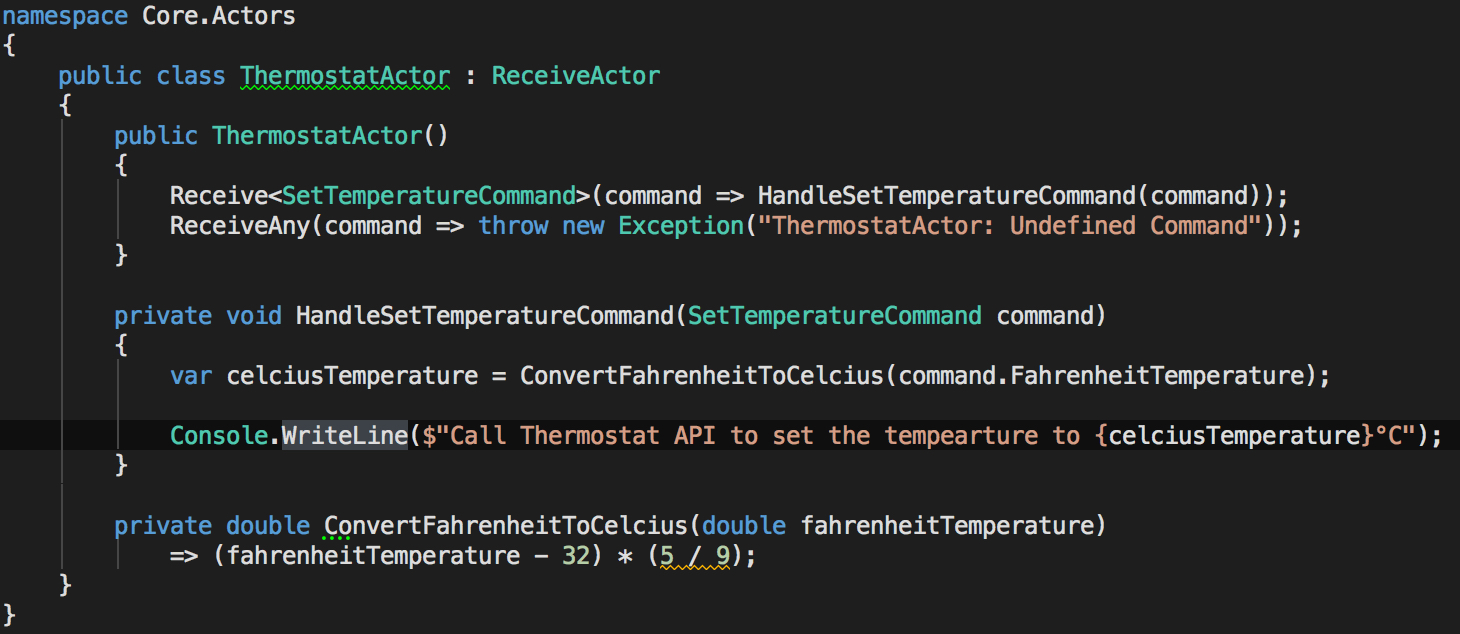 namespace Core.Actors
{
    public class ThermostatActor : ReceiveActor
    {
        public ThermostatActor()
        {
            Receive<SetTemperatureCommand>(command => HandleSetTemperatureCommand(command));
            ReceiveAny(command => throw new Exception("ThermostatActor: Undefined Command"));
        }

        private void HandleSetTemperatureCommand(SetTemperatureCommand command)
        {
            var celciusTemperature = ConvertFahrenheitToCelcius(command.FahrenheitTemperature);

            Console.WriteLine($"Call Thermostat API to set the tempearture to {celciusTemperature}°C");
        }

        private double ConvertFahrenheitToCelcius(double fahrenheitTemperature)
            => (fahrenheitTemperature - 32) * (5 / 9);
    }
}